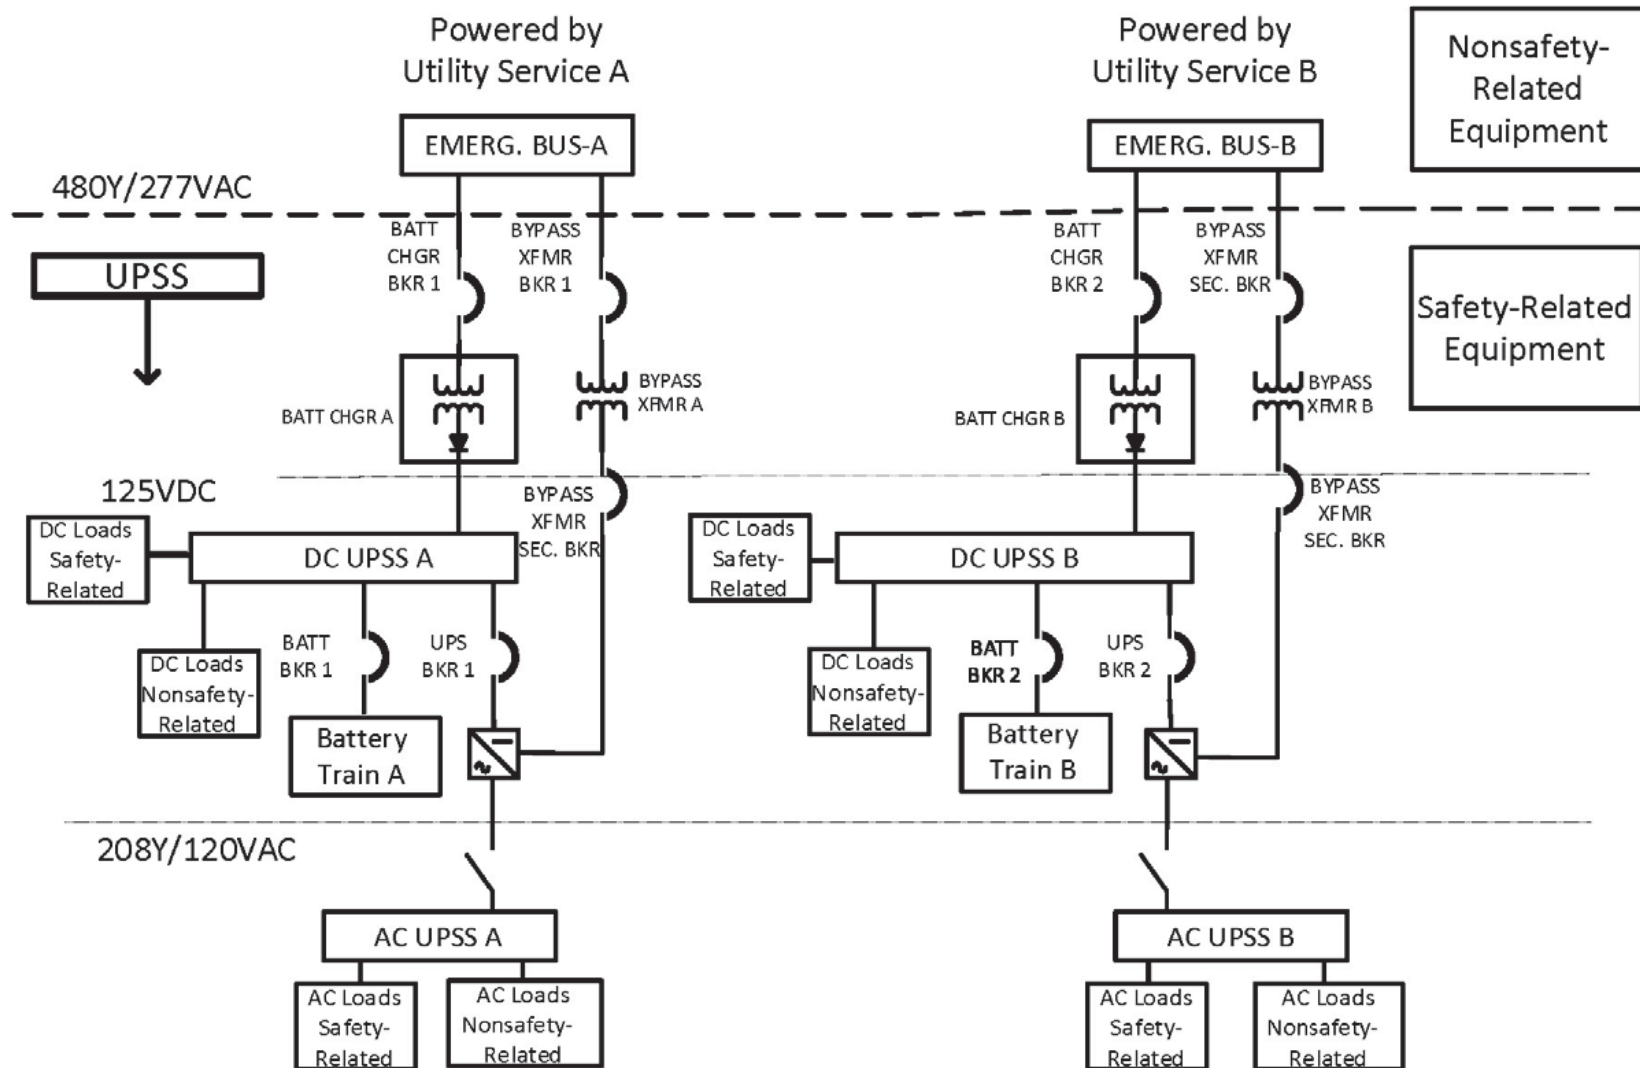 Powered by
Utility Service A
Powered by
Utility Service B
Nonsafety-
Related
Equipment
EMERG. BUS-A
EMERG. BUS-B
480Y/277VAC
UPSS
BATT
CHGR
BKR 1
BYPASS
XFMR
BKR 1
BATT
CHGR
BKR 2
BYPASS
XFMR
SEC. BKR
Safety-Related
Equipment
BATT CHGR A
BYPASS
XFMR A
BATT CHGR B
BYPASS
XFMR B
125VDC
BYPASS
XFMR
SEC. BKR
BYPASS
XFMR
SEC. BKR
DC Loads
Safety-
Related
DC UPSS A
DC Loads
Safety-
Related
DC UPSS B
DC Loads
Nonsafety-
Related
BATT
BKR 1
UPS
BKR 1
DC Loads
Nonsafety-
Related
BATT
BKR 2
UPS
BKR 2
Battery
Train A
Battery
Train B
208Y/120VAC
AC UPSS A
AC UPSS B
AC Loads
Safety-
Related
AC Loads
Nonsafety-
Related
AC Loads
Safety-
Related
AC Loads
Nonsafety-
Related